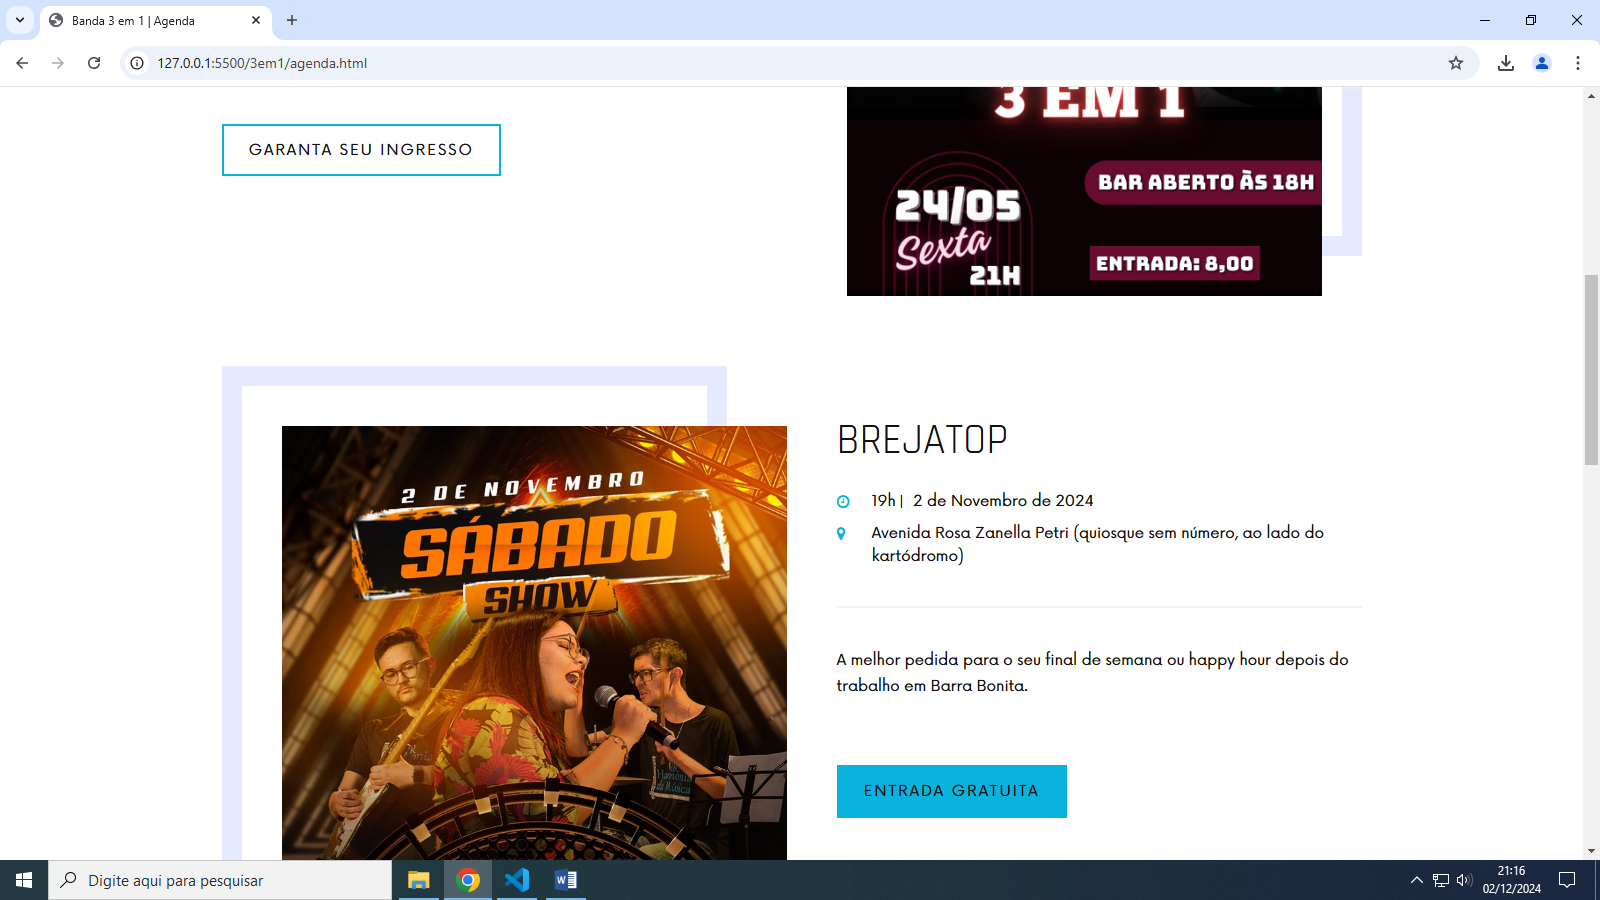 Banda 3 em 1 | Agenda
127.0.0.1:5500/3em1/agenda.html
GARANTA SEU INGRESSO
3 EM 1
BAR ABERTO ÀS 18H
24/05
Sexta
21H
ENTRADA: 8,00
2 DE NOVEMBRO
SÁBADO
SHOW
BREJATOP
19h | 2 de Novembro de 2024
Avenida Rosa Zanella Petri (quiosque sem número, ao lado do
kartódromo)
A melhor pedida para o seu final de semana ou happy hour depois do
trabalho em Barra Bonita.
ENTRADA GRATUITA
Digite aqui para pesquisar
21:16
02/12/2024